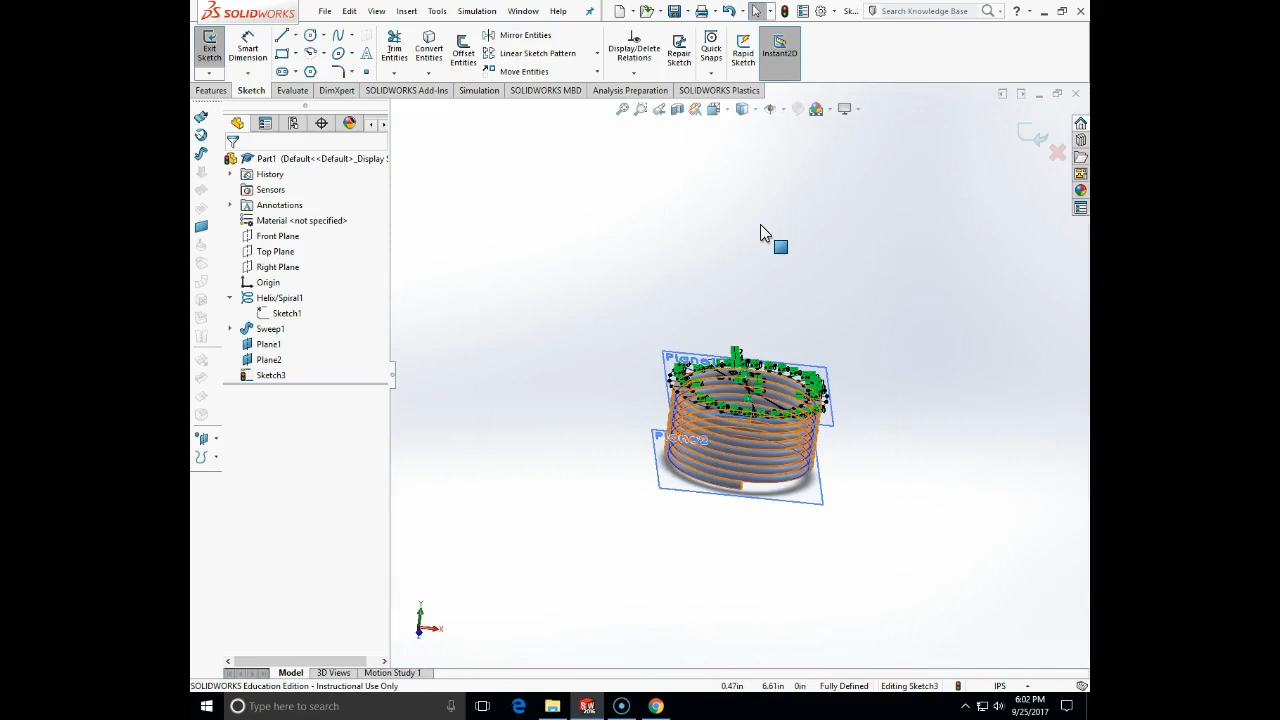 SOLIDWORKS File Edit View Insert Tools Simulation Window Help Sk... Search Knowledge Base ?
Exit Sketch Smart Dimension Trim Entities Convert Entities Offset Entities Mirror Entities Linear Sketch Pattern Move Entities Display/Delete Relations Repair Sketch Quick Snaps Rapid Sketch Instant2D
Features Sketch Evaluate DimXpert SOLIDWORKS Add-Ins Simulation SOLIDWORKS MBD Analysis Preparation SOLIDWORKS Plastics
Part1 (Default<<Default>_Display S
History
Sensors
Annotations
Material <not specified>
Front Plane
Top Plane
Right Plane
Origin
Helix/Spiral1
Sketch1
Sweep1
Plane1
Plane2
Sketch3
Plane1
Plane2
Y
X
Z
Model 3D Views Motion Study 1
SOLIDWORKS Education Edition - Instructional Use Only 0.47in 6.61in 0in Fully Defined Editing Sketch3 IPS -
Type here to search 6:02 PM
9/25/2017